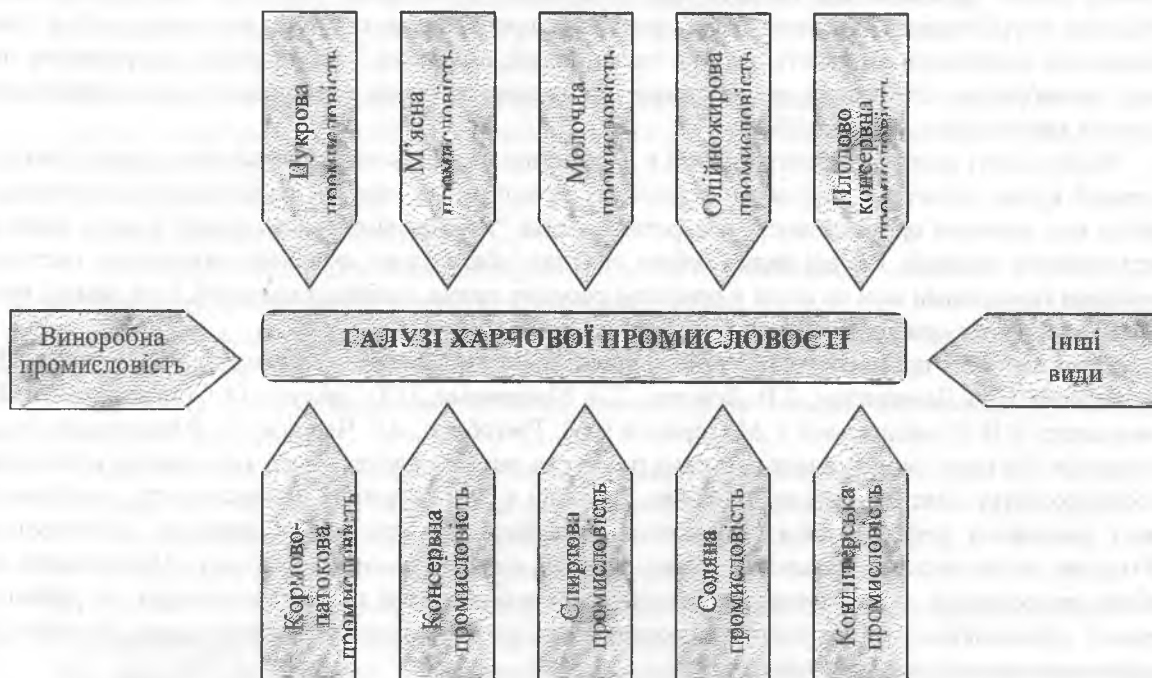 Цукрова
промисловість
М'ясна
промисловість
Молочна
промисловість
Олійножирова
промисловість
Плодово
консервна
промисловість
Виноробна
промисловість
ГАЛУЗІ ХАРЧОВОЇ ПРОМИСЛОВОСТІ
Інші
види
Кормово-
патокова
промисловість
Консервна
промисловість
Спиртова
промисловість
Соляна
промисловість
Кондитерська
промисловість